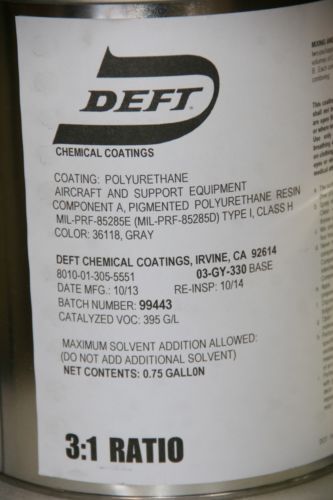 DEFT
CHEMICAL COATINGS
COATING: POLYURETHANE
AIRCRAFT AND SUPPORT EQUIPMENT
COMPONENT A, PIGMENTED POLYURETHANE RESIN
MIL-PRF-85285E (MIL-PRF-85285D) TYPE I, CLASS H
COLOR: 36118, GRAY
DEFT CHEMICAL COATINGS, IRVINE, CA 92614
8010-01-305-5551 03-GY-330 BASE
DATE MFG: 10/13 RE-INSP: 10/14
BATCH NUMBER: 99443
CATALYZED VOC: 395 G/L
MAXIMUM SOLVENT ADDITION ALLOWED:
(DO NOT ADD ADDITIONAL SOLVENT)
NET CONTENTS: 0.75 GALL0N
3:1 RATIO